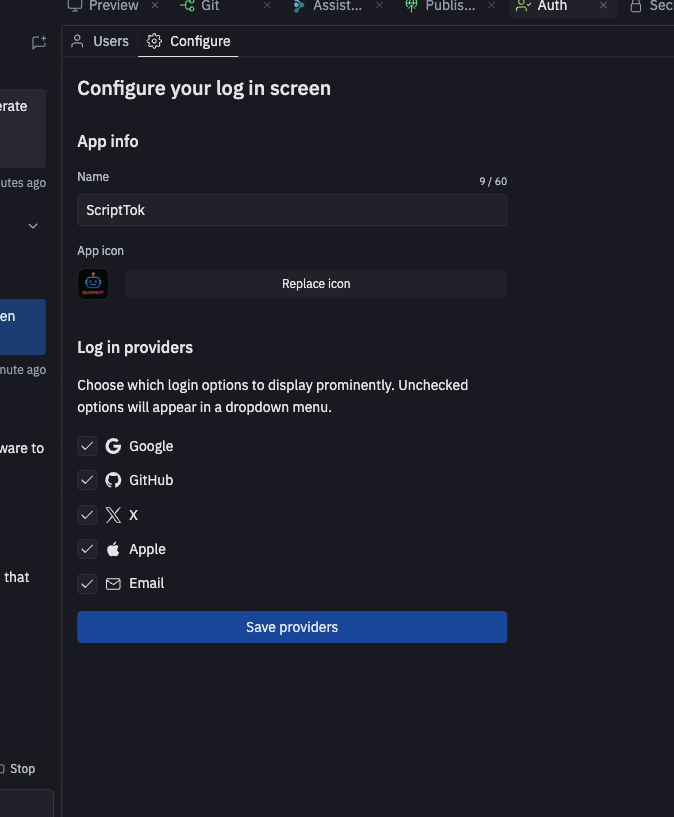 Preview
Git
Assist...
Publis...
Auth
Sec
Users
Configure
Configure your log in screen
erate
App info
Name
9 / 60
utes ago
ScriptTok
App icon
Replace icon
en
Log in providers
nute ago
Choose which login options to display prominently. Unchecked
options will appear in a dropdown menu.
ware to
Google
GitHub
X
Apple
that
Email
Save providers
Stop